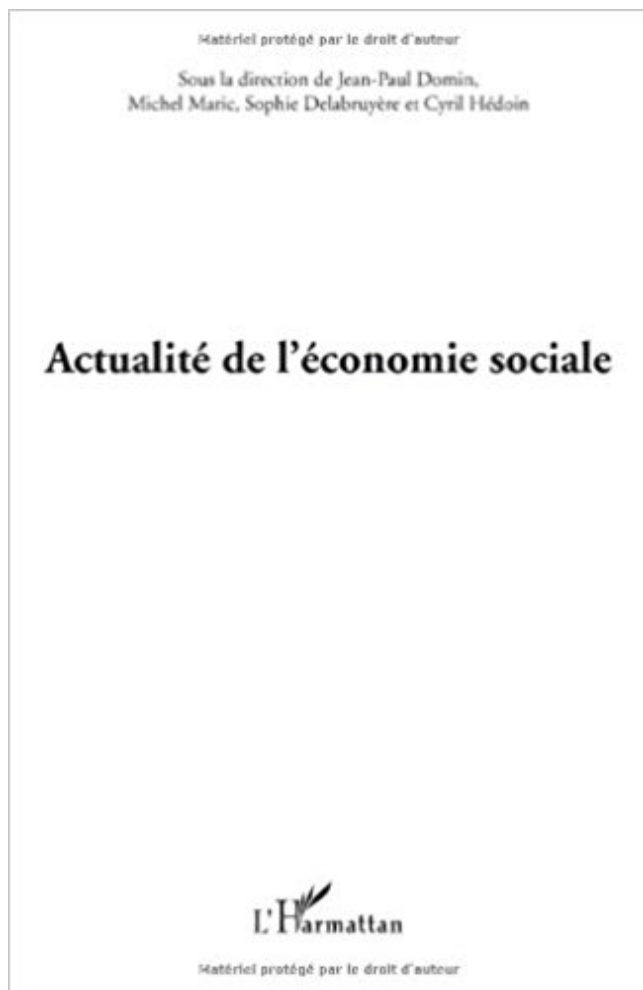 Matériel protégé par le droit d'auteur
Sous la direction de Jean-Paul Domin,
Michel Maric, Sophie Delabruyère et Cyril Hédoin
Actualité de l'économie sociale
L'Harmattan
Matériel protégé par le droit d'auteur